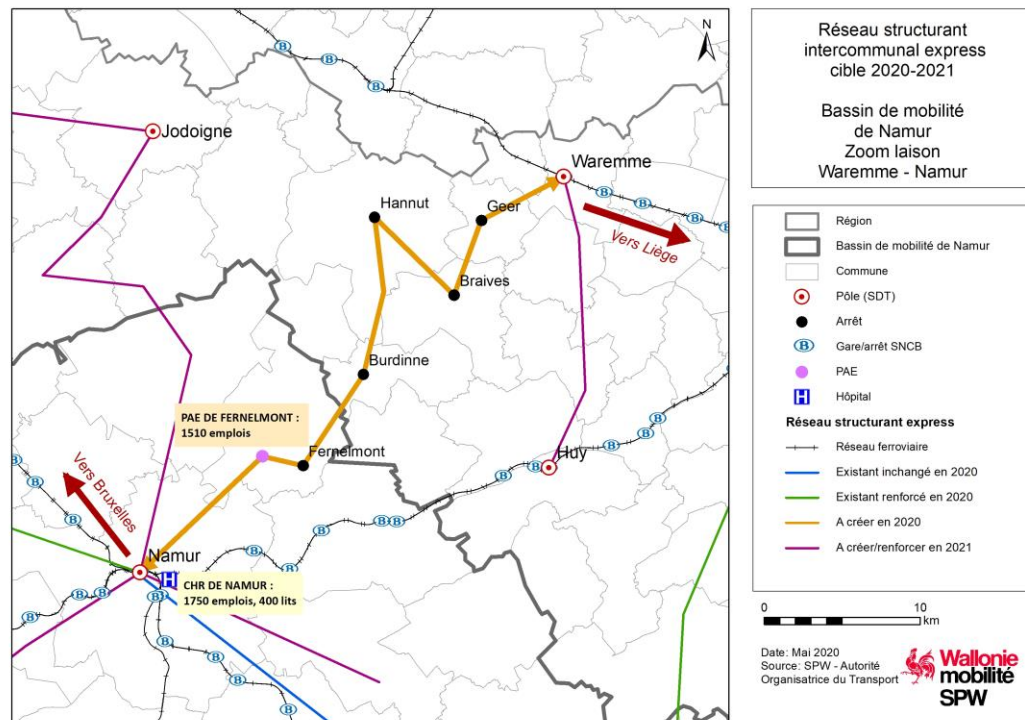 Réseau structurant
intercommunal express
cible 2020-2021
Bassin de mobilité
de Namur
Zoom laison
Waremme - Namur
N
Jodoigne
Waremme
Hannut
Geer
Vers Liège
Braives
Burdinne
PAE DE FERNELMONT :
1510 emplois
Fernelmont
Huy
Vers Bruxelles
Namur
H
CHR DE NAMUR :
1750 emplois, 400 lits
Région
Bassin de mobilité de Namur
Commune
Pôle (SDT)
Arrêt
B Gare/arrêt SNCB
PAE
H Hôpital
Réseau structurant express
Réseau ferroviaire
Existant inchangé en 2020
Existant renforcé en 2020
A créer en 2020
A créer/renforcer en 2021
0 10
km
Date: Mai 2020
Source: SPW - Autorité
Organisatrice du Transport
Wallonie
mobilité
SPW